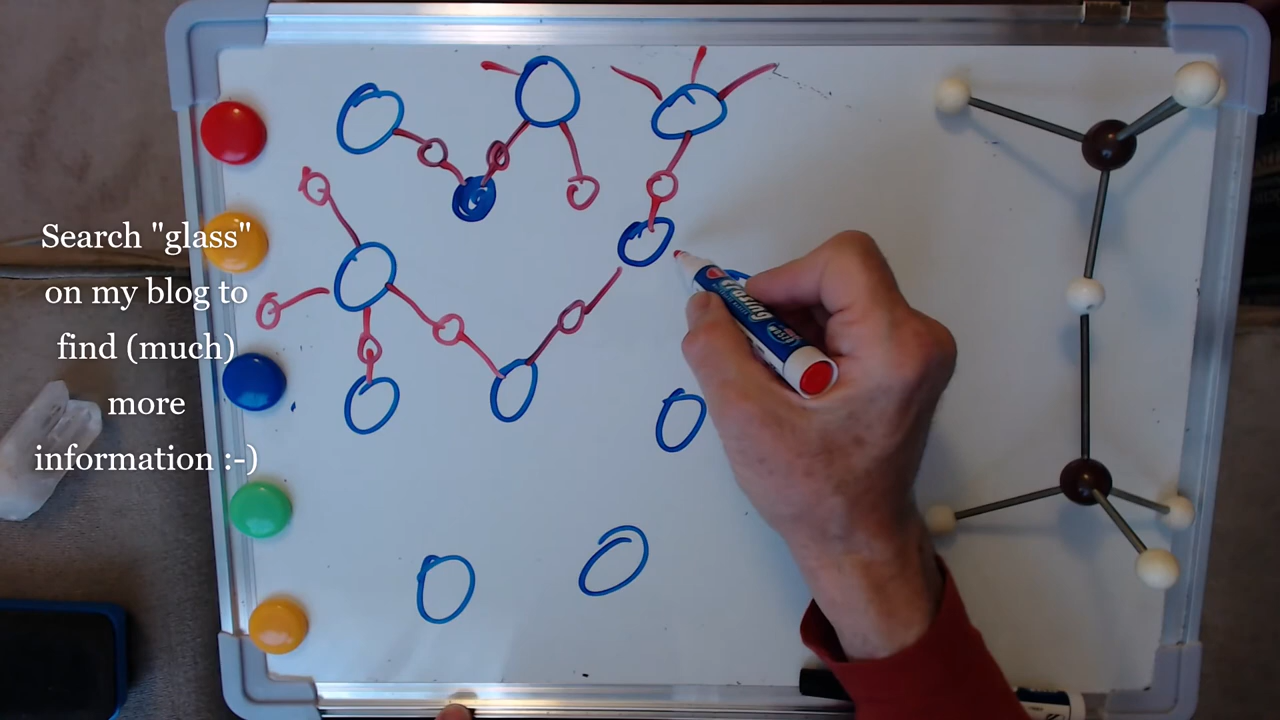 Search "glass"
on my blog to
find (much)
more
information :-)